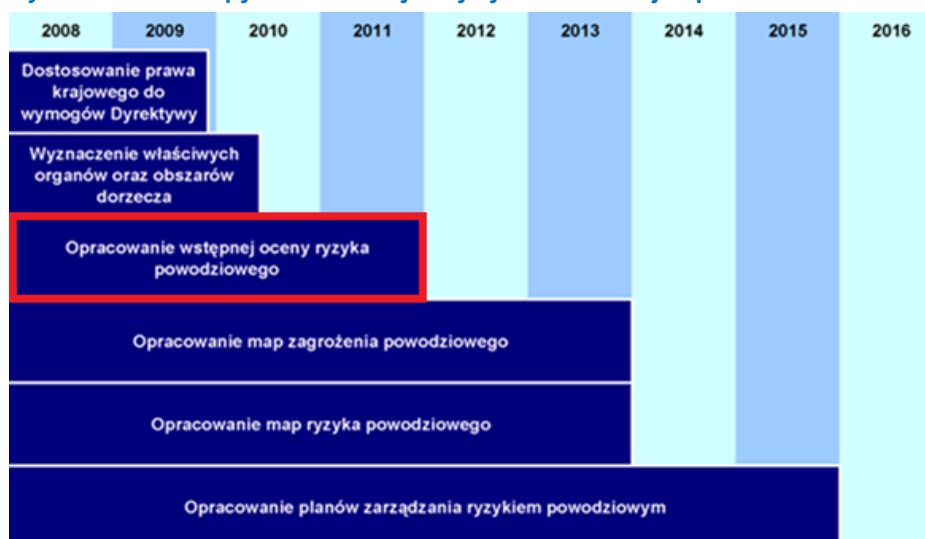 2008 2009 2010 2011 2012 2013 2014 2015 2016
Dostosowanie prawa
krajowego do
wymogów Dyrektywy
Wyznaczenie właściwych
organów oraz obszarów
dorzecza
Opracowanie wstępnej oceny ryzyka
powodziowego
Opracowanie map zagrożenia powodziowego
Opracowanie map ryzyka powodziowego
Opracowanie planów zarządzania ryzykiem powodziowym